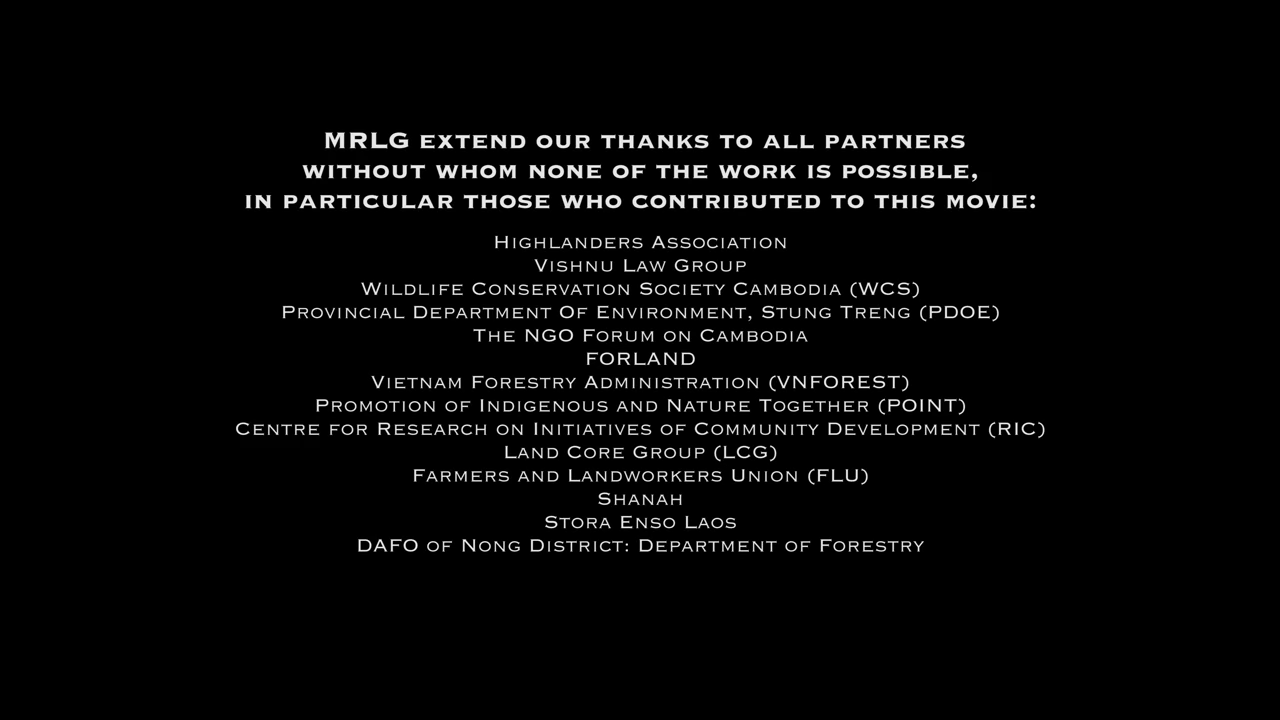 MRLG EXTEND OUR THANKS TO ALL PARTNERS
WITHOUT WHOM NONE OF THE WORK IS POSSIBLE,
IN PARTICULAR THOSE WHO CONTRIBUTED TO THIS MOVIE:
Highlanders Association
Vishnu Law Group
Wildlife Conservation Society Cambodia (WCS)
Provincial Department Of Environment, Stung Treng (PDOE)
The NGO Forum on Cambodia
FORLAND
Vietnam Forestry Administration (VNFOREST)
Promotion of Indigenous and Nature Together (POINT)
Centre for Research on Initiatives of Community Development (RIC)
Land Core Group (LCG)
Farmers and Landworkers Union (FLU)
Shanah
Stora Enso Laos
DAFO of Nong District: Department of Forestry